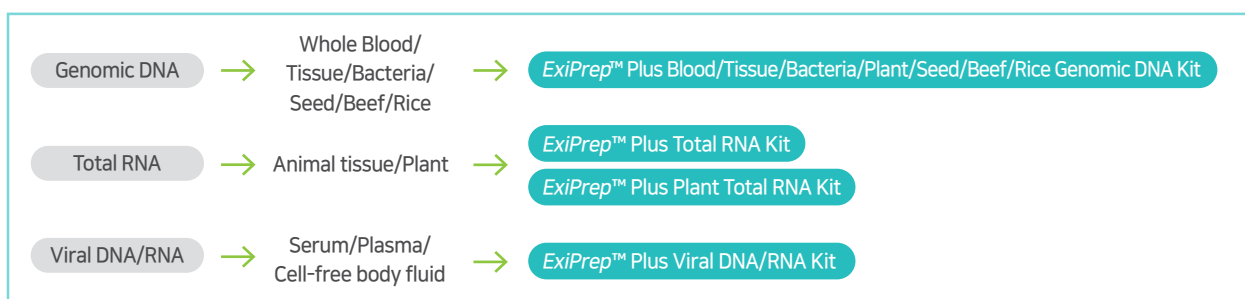 Genomic DNA
Whole Blood/
Tissue/Bacteria/
Seed/Beef/Rice
ExiPrep™ Plus Blood/Tissue/Bacteria/Plant/Seed/Beef/Rice Genomic DNA Kit
Total RNA
Animal tissue/Plant
ExiPrep™ Plus Total RNA Kit
ExiPrep™ Plus Plant Total RNA Kit
Viral DNA/RNA
Serum/Plasma/
Cell-free body fluid
ExiPrep™ Plus Viral DNA/RNA Kit